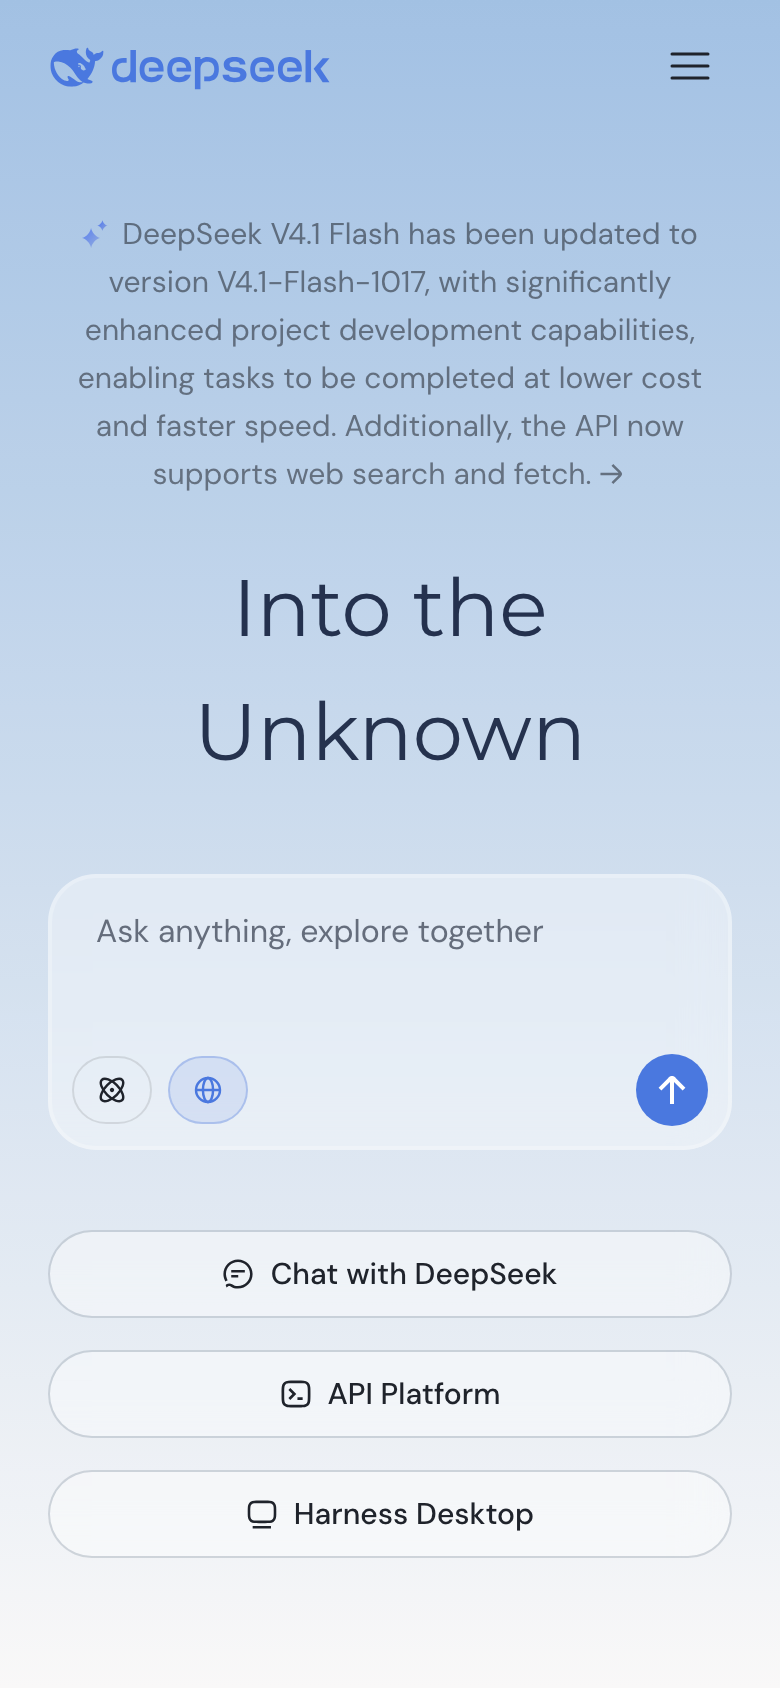 deepseek
DeepSeek V4.1 Flash has been updated to
version V4.1-Flash-1017, with significantly
enhanced project development capabilities,
enabling tasks to be completed at lower cost
and faster speed. Additionally, the API now
supports web search and fetch. →
Into the
Unknown
Ask anything, explore together
Chat with DeepSeek
API Platform
Harness Desktop